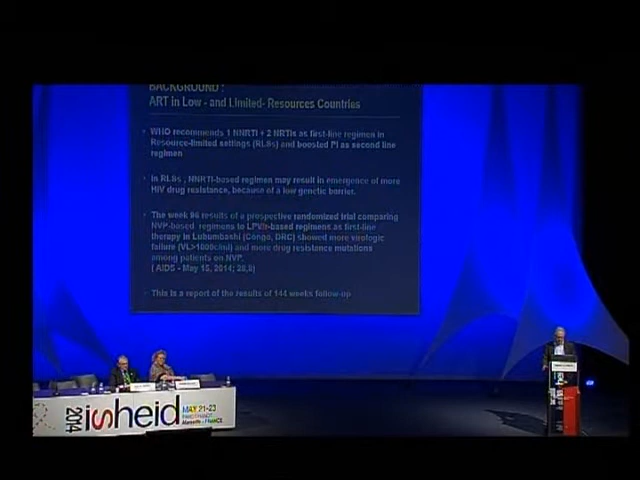 BACKGROUND :
ART in Low - and Limited- Resources Countries
• WHO recommends 1 NNRTI + 2 NRTIs as first-line regimen in
Resource-limited settings (RLSs) and boosted PI as second line
regimen
• In RLSs , NNRTI-based regimen may result in emergence of more
HIV drug resistance, because of a low genetic barrier.
• The week 96 results of a prospective randomized trial comparing
NVP-based regimens to LPV/r-based regimens as first-line
therapy in Lubumbashi (Congo, DRC) showed more virologic
failure (VL>1000c/ml) and more drug resistance mutations
among patients on NVP.
( AIDS - May 15, 2014; 28,8)
• This is a report of the results of 144 weeks follow-up
2014
isheid
MAY 21-23
Marseille - FRANCE